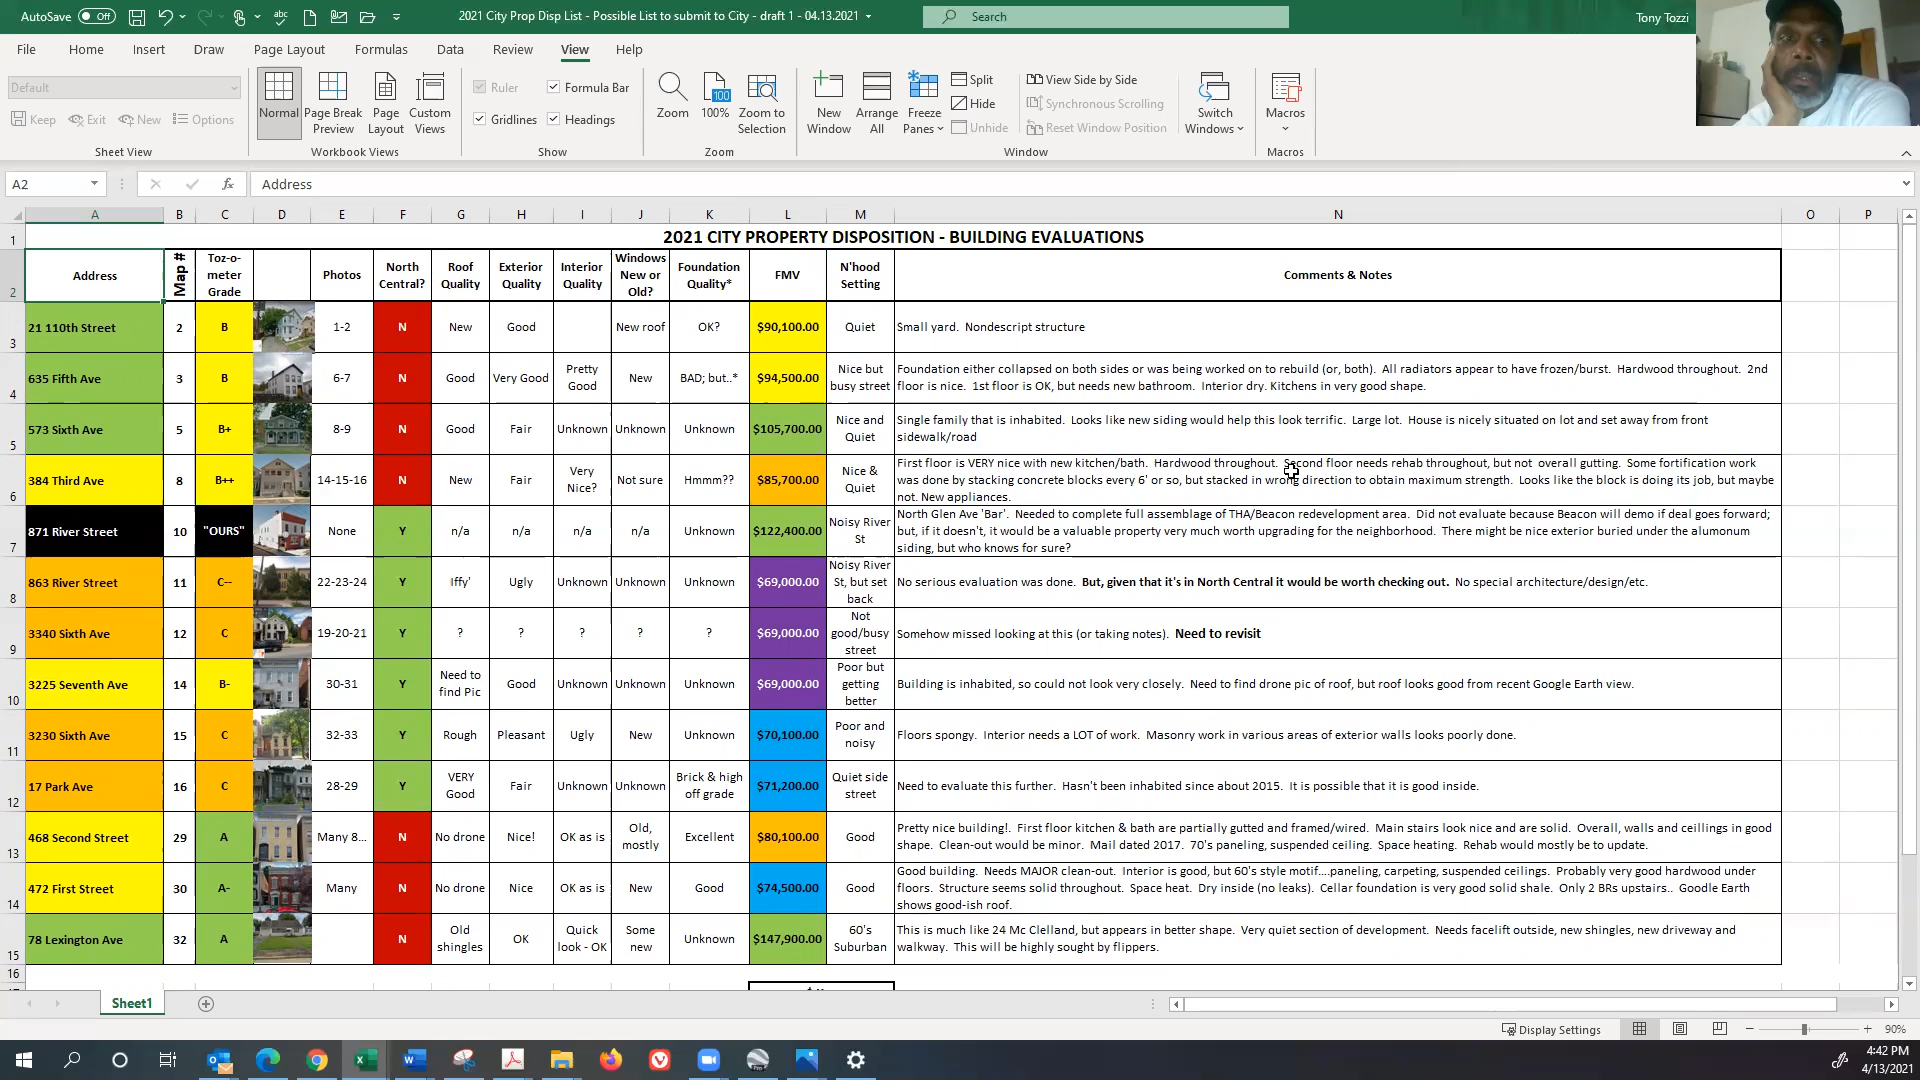 AutoSave Off
2021 City Prop Disp List - Possible List to submit to City - draft 1 - 04.13.2021
Search
Tony Tozzi
File Home Insert Draw Page Layout Formulas Data Review View Help
Default
Keep Exit New Options
Sheet View
Normal
Page Break Preview
Page Layout
Custom Views
Workbook Views
Ruler
Formula Bar
Gridlines
Headings
Show
Zoom
100
100%
Zoom to Selection
Zoom
New Window
Arrange All
Freeze Panes
Split
Hide
Unhide
View Side by Side
Synchronous Scrolling
Reset Window Position
Switch Windows
Window
Macros
Macros
A2
fx
Address
A B C D E F G H I J K L M N O P
1 2021 CITY PROPERTY DISPOSITION - BUILDING EVALUATIONS
2 Address Map # Toz-o-meter Grade Photos North Central? Roof Quality Exterior Quality Interior Quality Windows New or Old? Foundation Quality* FMV N'hood Setting Comments & Notes
3 21 110th Street 2 B 1-2 N New Good New roof OK? $90,100.00 Quiet Small yard. Nondescript structure
4 635 Fifth Ave 3 B 6-7 N Good Very Good Pretty Good New BAD; but..* $94,500.00 Nice but busy street Foundation either collapsed on both sides or was being worked on to rebuild (or, both). All radiators appear to have frozen/burst. Hardwood throughout. 2nd floor is nice. 1st floor is OK, but needs new bathroom. Interior dry. Kitchens in very good shape.
5 573 Sixth Ave 5 B+ 8-9 N Good Fair Unknown Unknown Unknown $105,700.00 Nice and Quiet Single family that is inhabited. Looks like new siding would help this look terrific. Large lot. House is nicely situated on lot and set away from front sidewalk/road
6 384 Third Ave 8 B++ 14-15-16 N New Fair Very Nice? Not sure Hmmm?? $85,700.00 Nice & Quiet First floor is VERY nice with new kitchen/bath. Hardwood throughout. Second floor needs rehab throughout, but not overall gutting. Some fortification work was done by stacking concrete blocks every 6' or so, but stacked in wrong direction to obtain maximum strength. Looks like the block is doing its job, but maybe not. New appliances.
7 871 River Street 10 "OURS" None Y n/a n/a n/a n/a Unknown $122,400.00 Noisy River St North Glen Ave 'Bar'. Needed to complete full assemblage of THA/Beacon redevelopment area. Did not evaluate because Beacon will demo if deal goes forward; but, if it doesn't, it would be a valuable property very much worth upgrading for the neighborhood. There might be nice exterior buried under the alumonum siding, but who knows for sure?
8 863 River Street 11 C-- 22-23-24 Y Iffy' Ugly Unknown Unknown Unknown $69,000.00 Noisy River St, but set back No serious evaluation was done. But, given that it's in North Central it would be worth checking out. No special architecture/design/etc.
9 3340 Sixth Ave 12 C 19-20-21 Y ? ? ? ? ? $69,000.00 Not good/busy street Somehow missed looking at this (or taking notes). Need to revisit
10 3225 Seventh Ave 14 B- 30-31 Y Need to find Pic Good Unknown Unknown Unknown $69,000.00 Poor but getting better Building is inhabited, so could not look very closely. Need to find drone pic of roof, but roof looks good from recent Google Earth view.
11 3230 Sixth Ave 15 C 32-33 Y Rough Pleasant Ugly New Unknown $70,100.00 Poor and noisy Floors spongy. Interior needs a LOT of work. Masonry work in various areas of exterior walls looks poorly done.
12 17 Park Ave 16 C 28-29 Y VERY Good Fair Unknown Unknown Brick & high off grade $71,200.00 Quiet side street Need to evaluate this further. Hasn't been inhabited since about 2015. It is possible that it is good inside.
13 468 Second Street 29 A Many 8... N No drone Nice! OK as is Old, mostly Excellent $80,100.00 Good Pretty nice building!. First floor kitchen & bath are partially gutted and framed/wired. Main stairs look nice and are solid. Overall, walls and ceillings in good shape. Clean-out would be minor. Mail dated 2017. 70's paneling, suspended ceiling. Space heating. Rehab would mostly be to update.
14 472 First Street 30 A- Many N No drone Nice OK as is New Good $74,500.00 Good Good building. Needs MAJOR clean-out. Interior is good, but 60's style motif....paneling, carpeting, suspended ceilings. Probably very good hardwood under floors. Structure seems solid throughout. Space heat. Dry inside (no leaks). Cellar foundation is very good solid shale. Only 2 BRs upstairs.. Goodle Earth shows good-ish roof.
15 78 Lexington Ave 32 A N Old shingles OK Quick look - OK Some new Unknown $147,900.00 60's Suburban This is much like 24 Mc Clelland, but appears in better shape. Very quiet section of development. Needs facelift outside, new shingles, new driveway and walkway. This will be highly sought by flippers.
16
Sheet1
Display Settings
90%
4:42 PM
4/13/2021